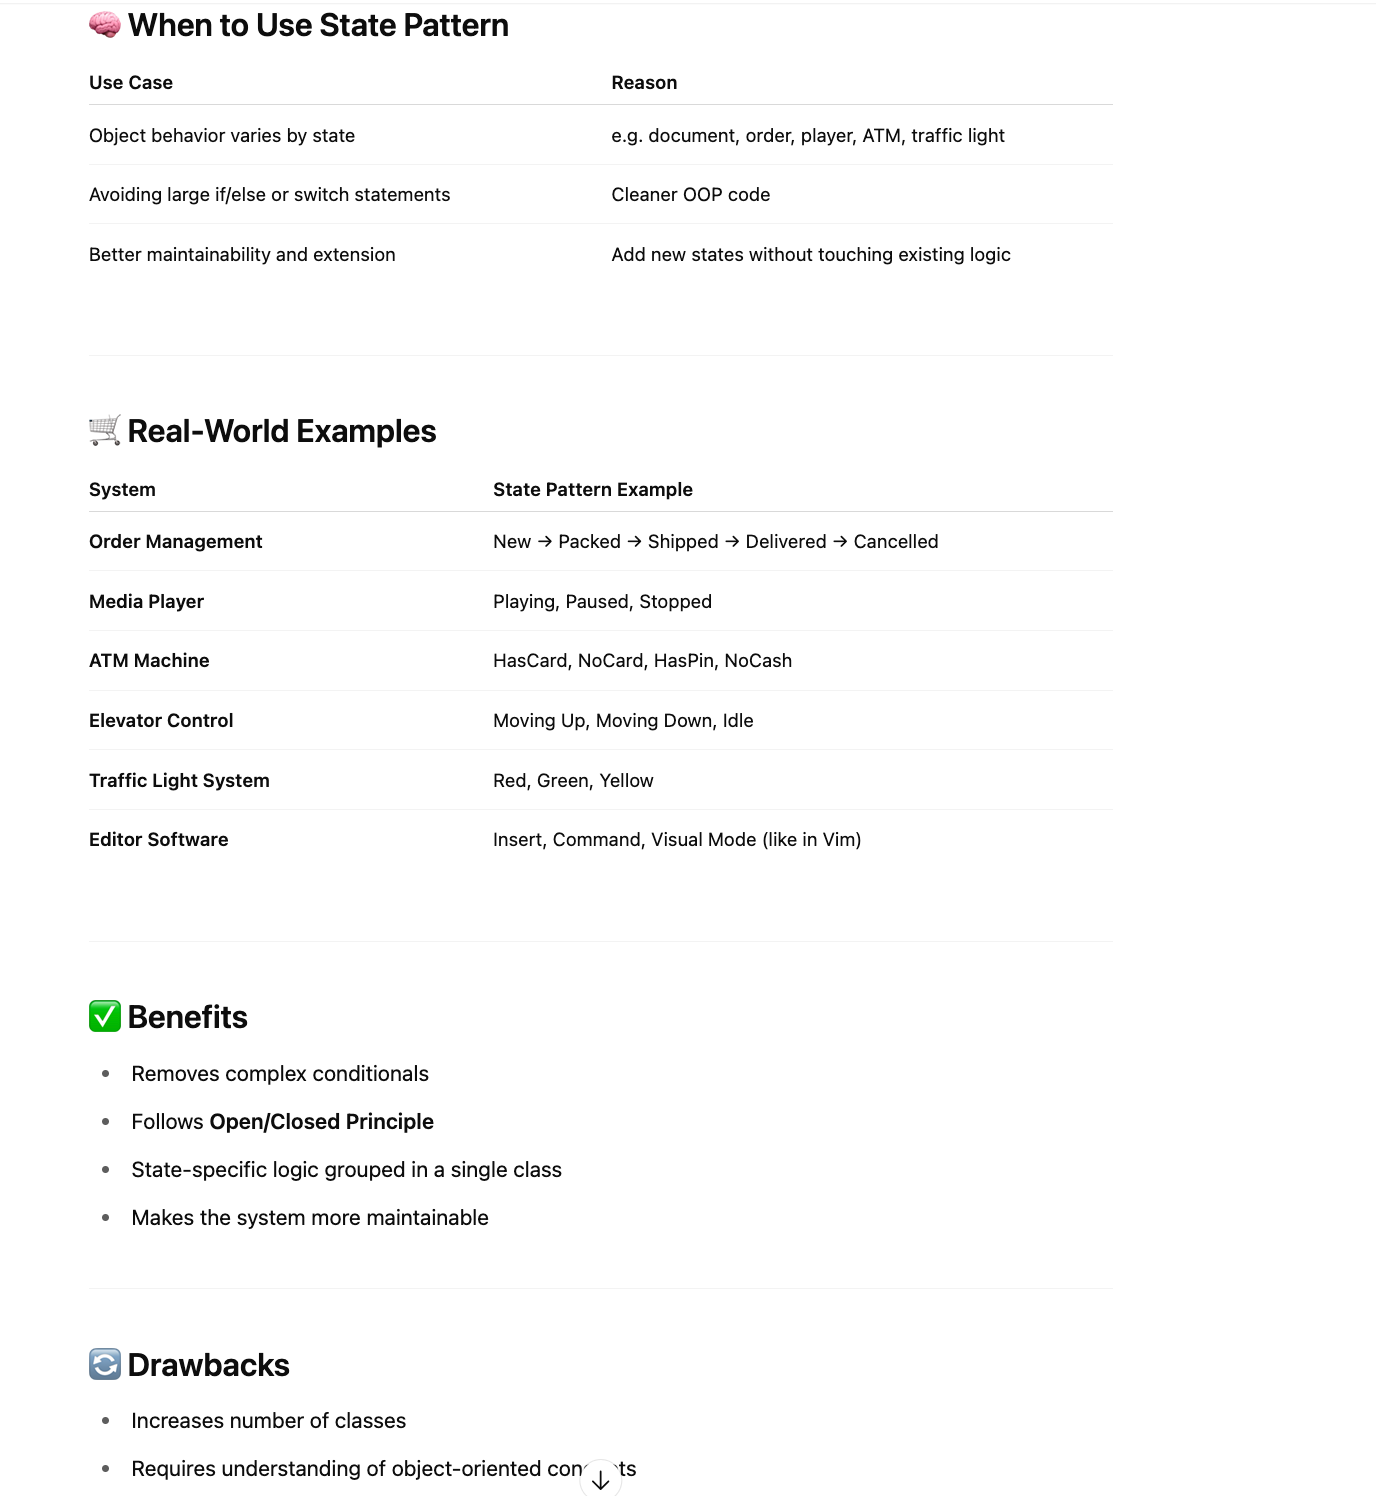 🧠 When to Use State Pattern
Use Case Reason
Object behavior varies by state e.g. document, order, player, ATM, traffic light
Avoiding large if/else or switch statements Cleaner OOP code
Better maintainability and extension Add new states without touching existing logic
🛒 Real-World Examples
System State Pattern Example
Order Management New → Packed → Shipped → Delivered → Cancelled
Media Player Playing, Paused, Stopped
ATM Machine HasCard, NoCard, HasPin, NoCash
Elevator Control Moving Up, Moving Down, Idle
Traffic Light System Red, Green, Yellow
Editor Software Insert, Command, Visual Mode (like in Vim)
✅ Benefits
• Removes complex conditionals
• Follows Open/Closed Principle
• State-specific logic grouped in a single class
• Makes the system more maintainable
🔄 Drawbacks
• Increases number of classes
• Requires understanding of object-oriented concepts